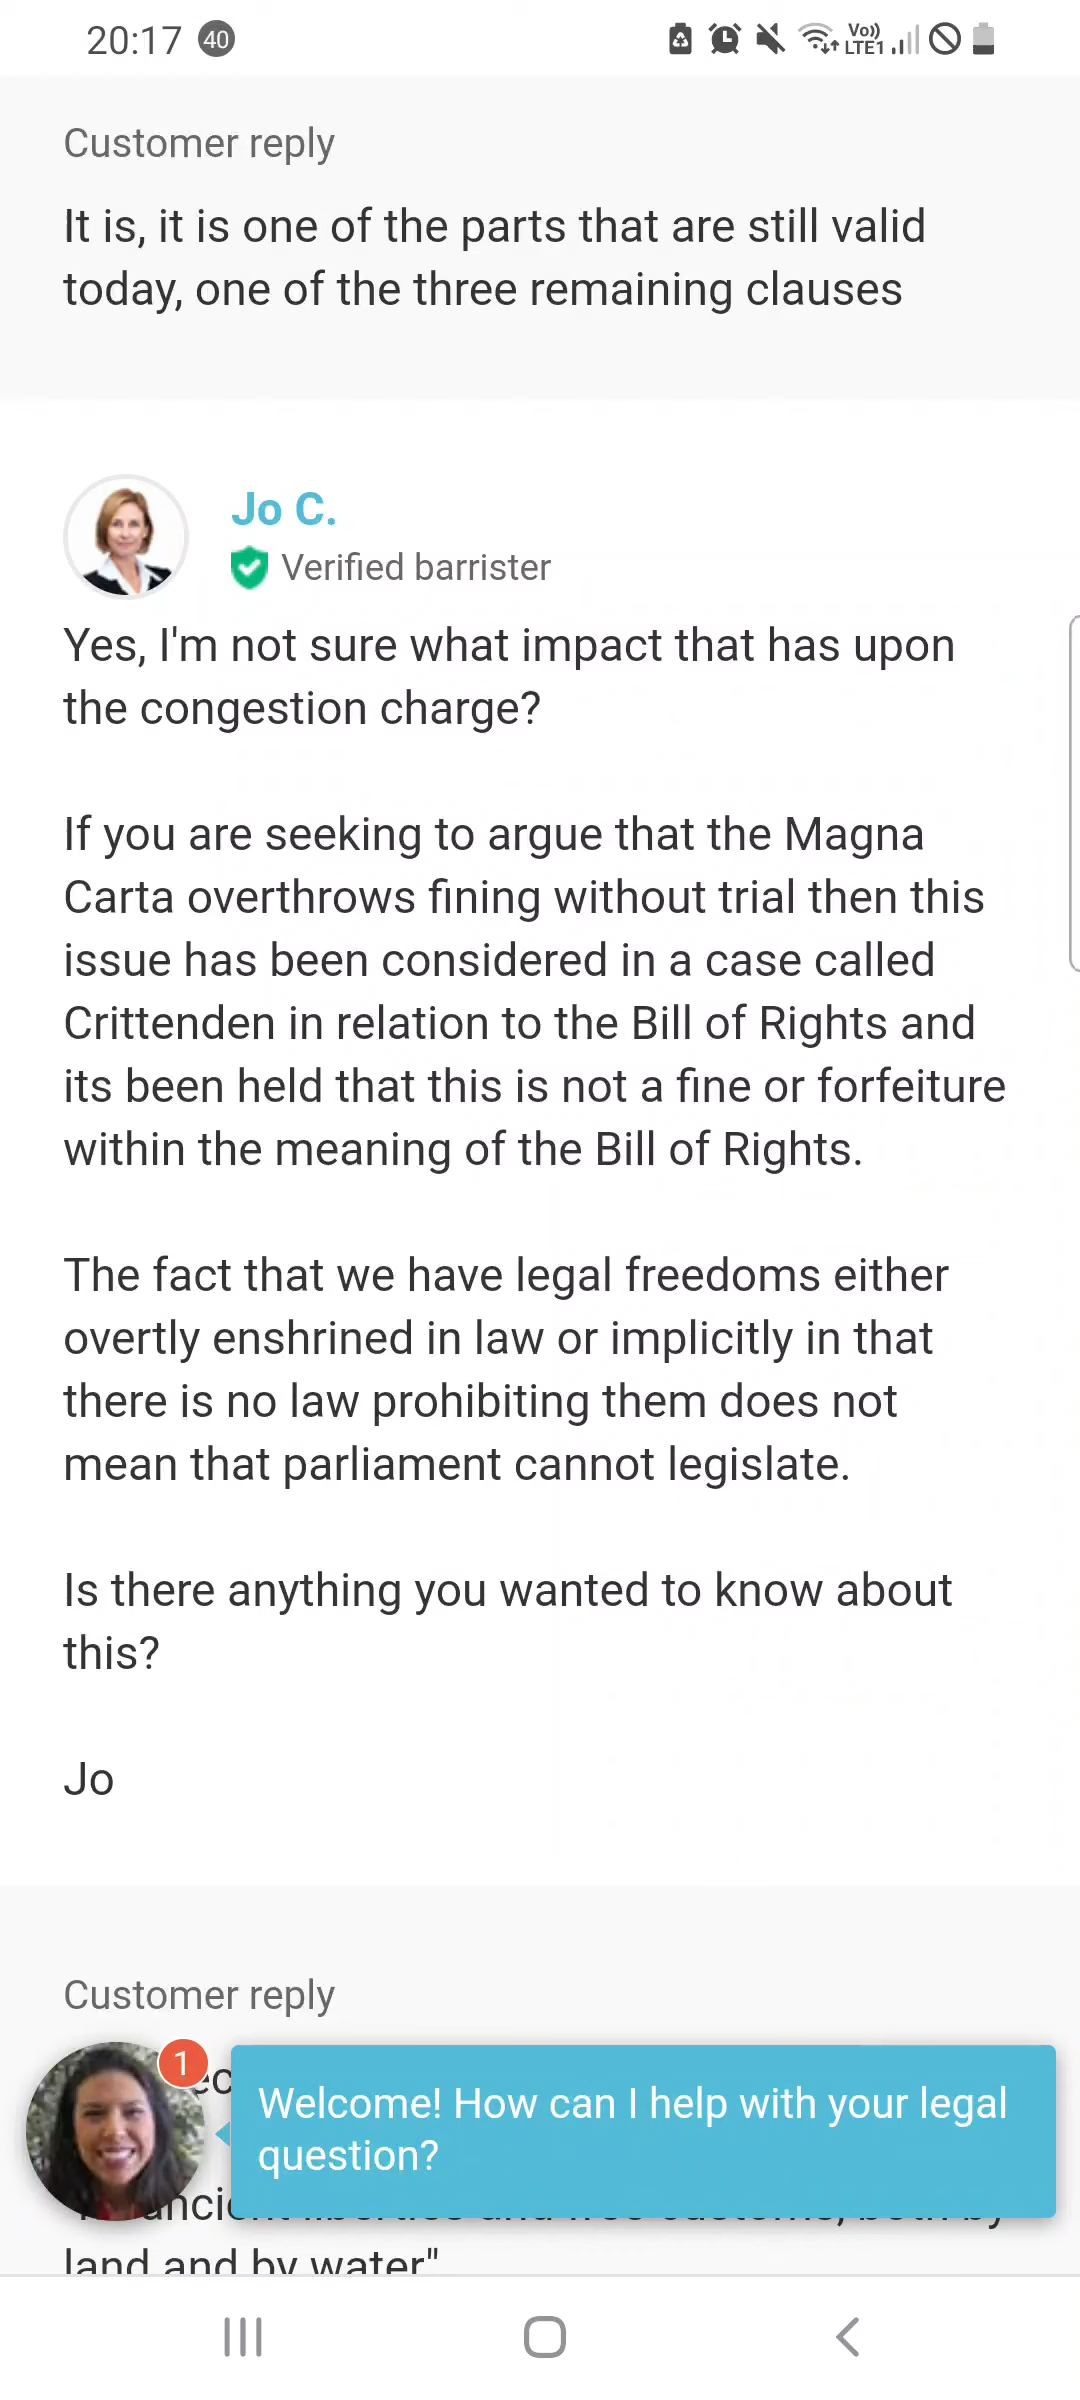 20:17 40 Vo)) LTE1
Customer reply
It is, it is one of the parts that are still valid
today, one of the three remaining clauses
Jo C.
Verified barrister
Yes, I'm not sure what impact that has upon
the congestion charge?
If you are seeking to argue that the Magna
Carta overthrows fining without trial then this
issue has been considered in a case called
Crittenden in relation to the Bill of Rights and
its been held that this is not a fine or forfeiture
within the meaning of the Bill of Rights.
The fact that we have legal freedoms either
overtly enshrined in law or implicitly in that
there is no law prohibiting them does not
mean that parliament cannot legislate.
Is there anything you wanted to know about
this?
Jo
Customer reply
1
Welcome! How can I help with your legal
question?
land and by water"